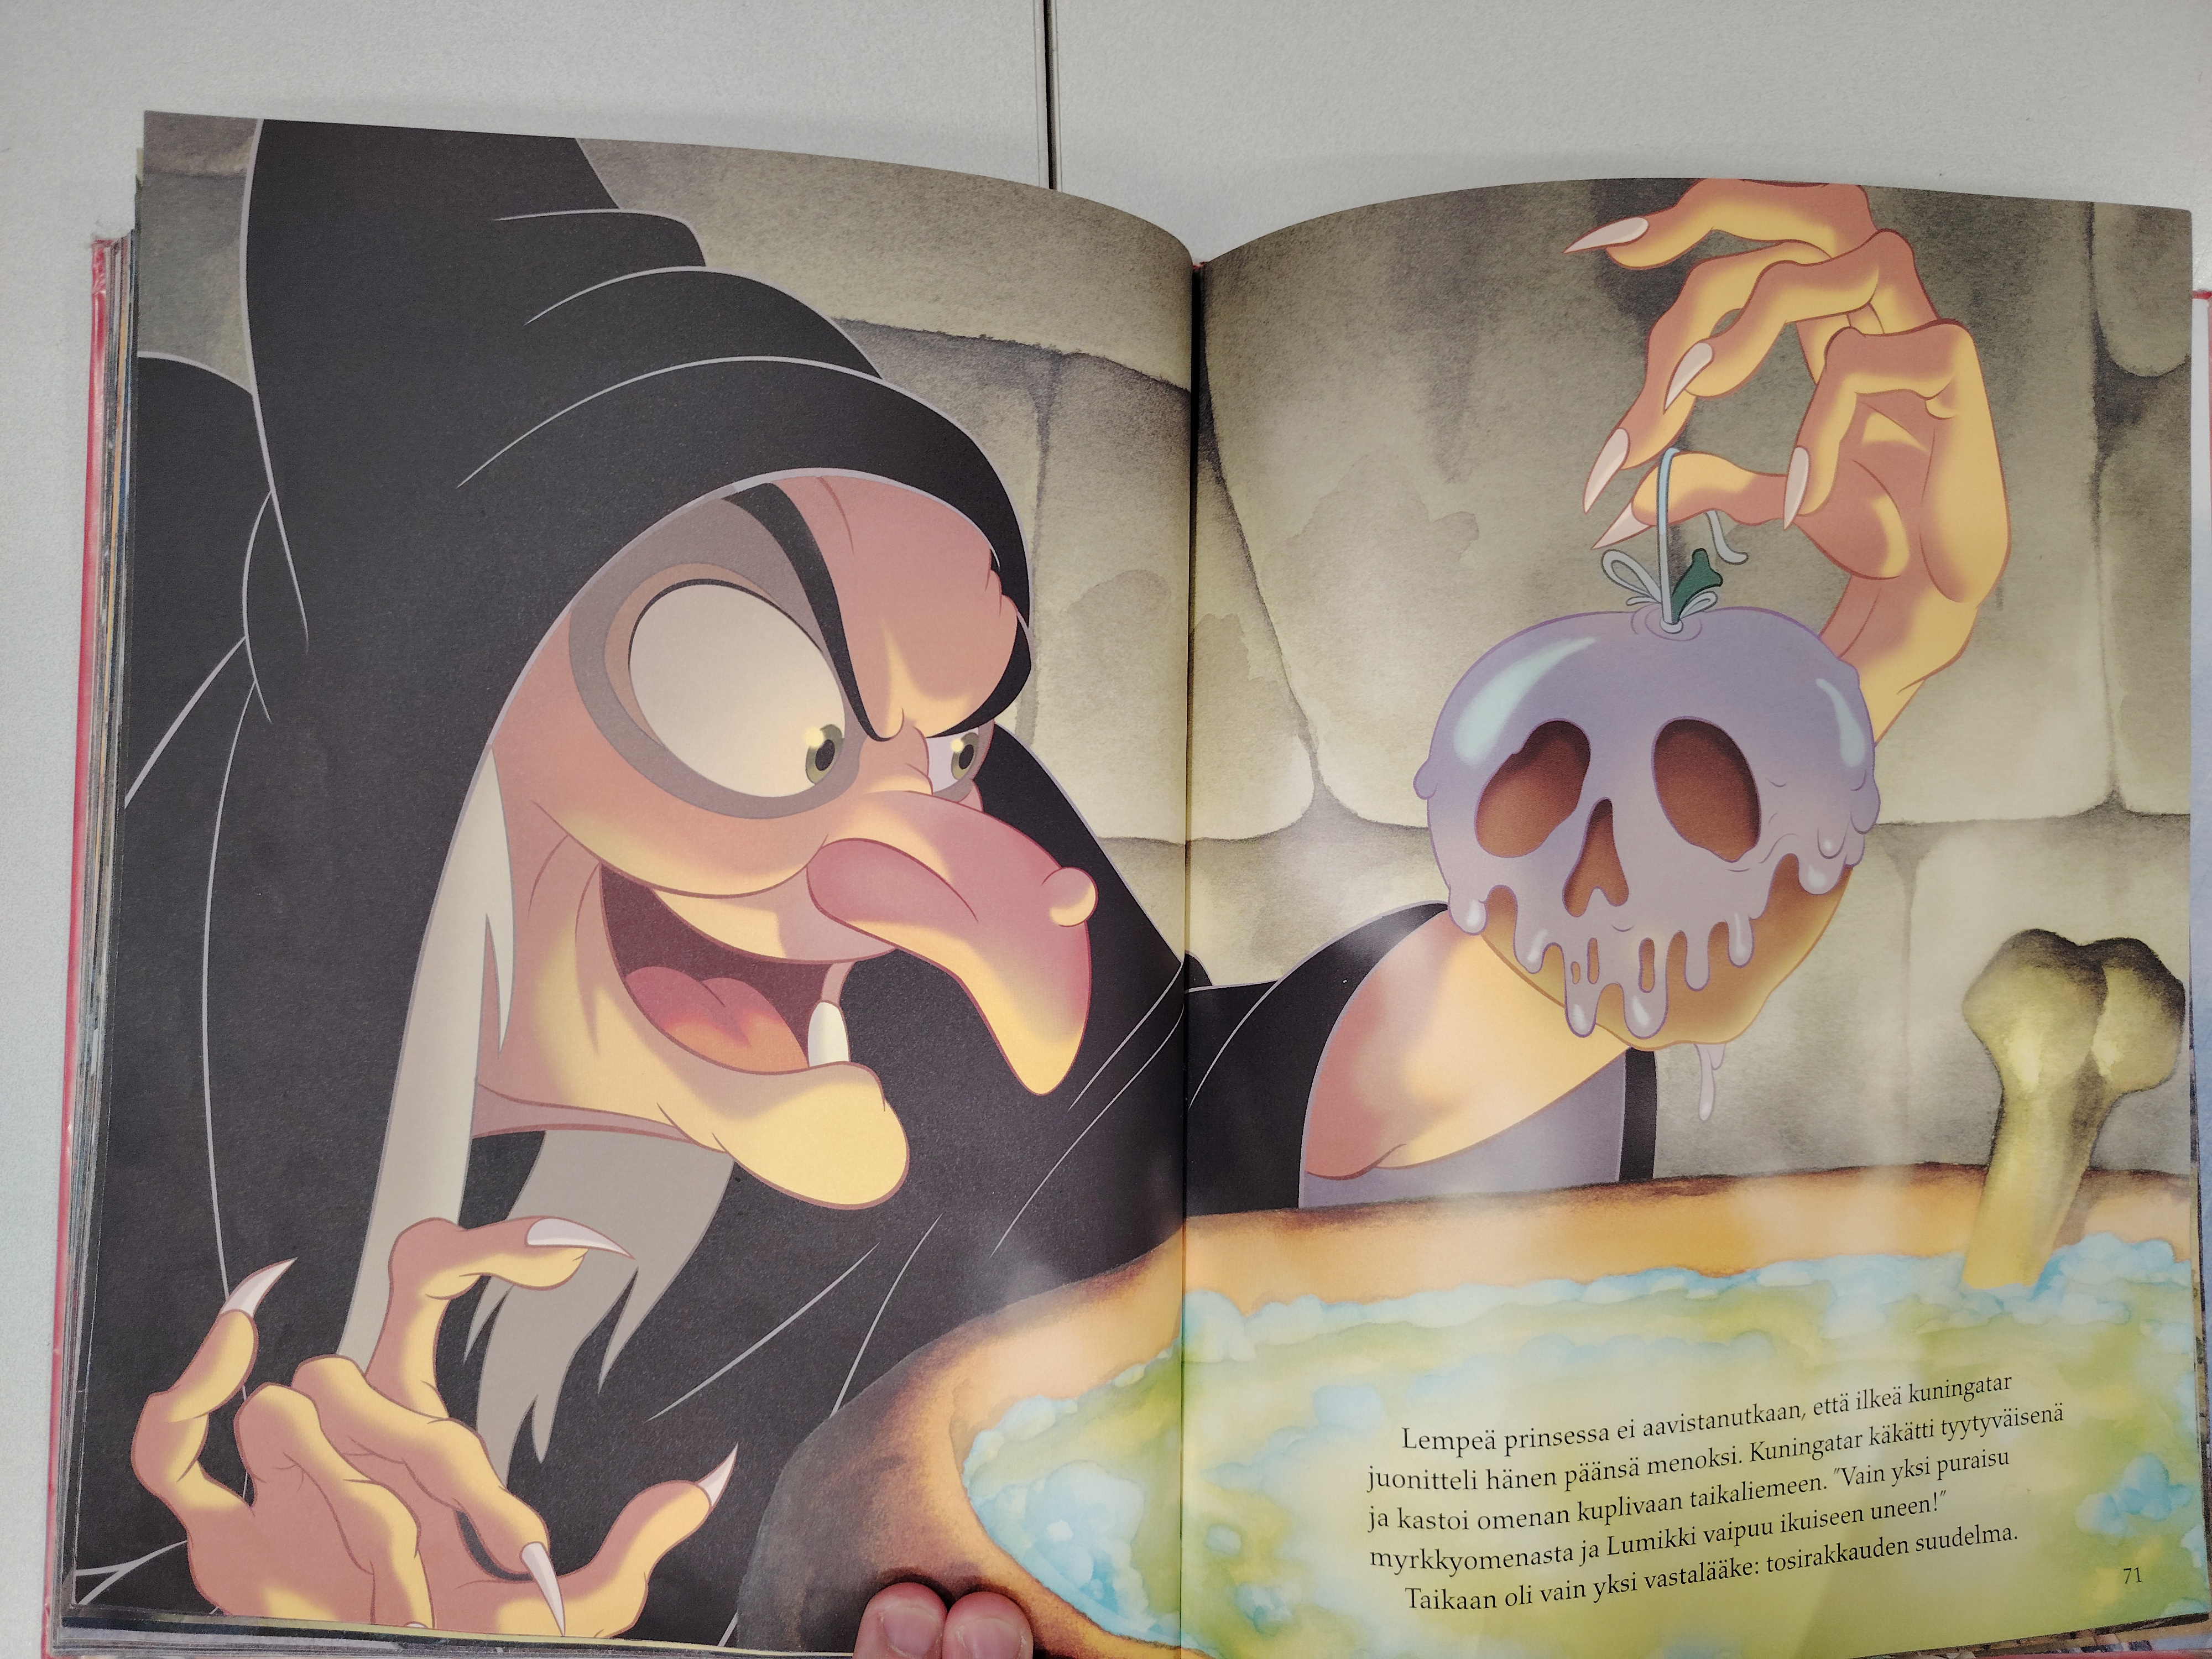 Lempeä prinsessa ei aavistanutkaan, että ilkeä kuningatar
juonitteli hänen päänsä menoksi. Kuningatar käkätti tyytyväisenä
ja kastoi omenan kuplivaan taikaliemeen. "Vain yksi puraisu
myrkkyomenasta ja Lumikki vaipuu ikuiseen uneen!"
Taikaan oli vain yksi vastalääke: tosirakkauden suudelma.
71